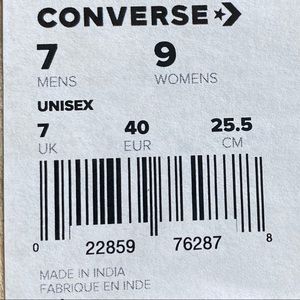 CONVERSE
7 9
MENS WOMENS
UNISEX
7 40 25.5
UK EUR CM
0 22859 76287 8
MADE IN INDIA
FABRIQUE EN INDE